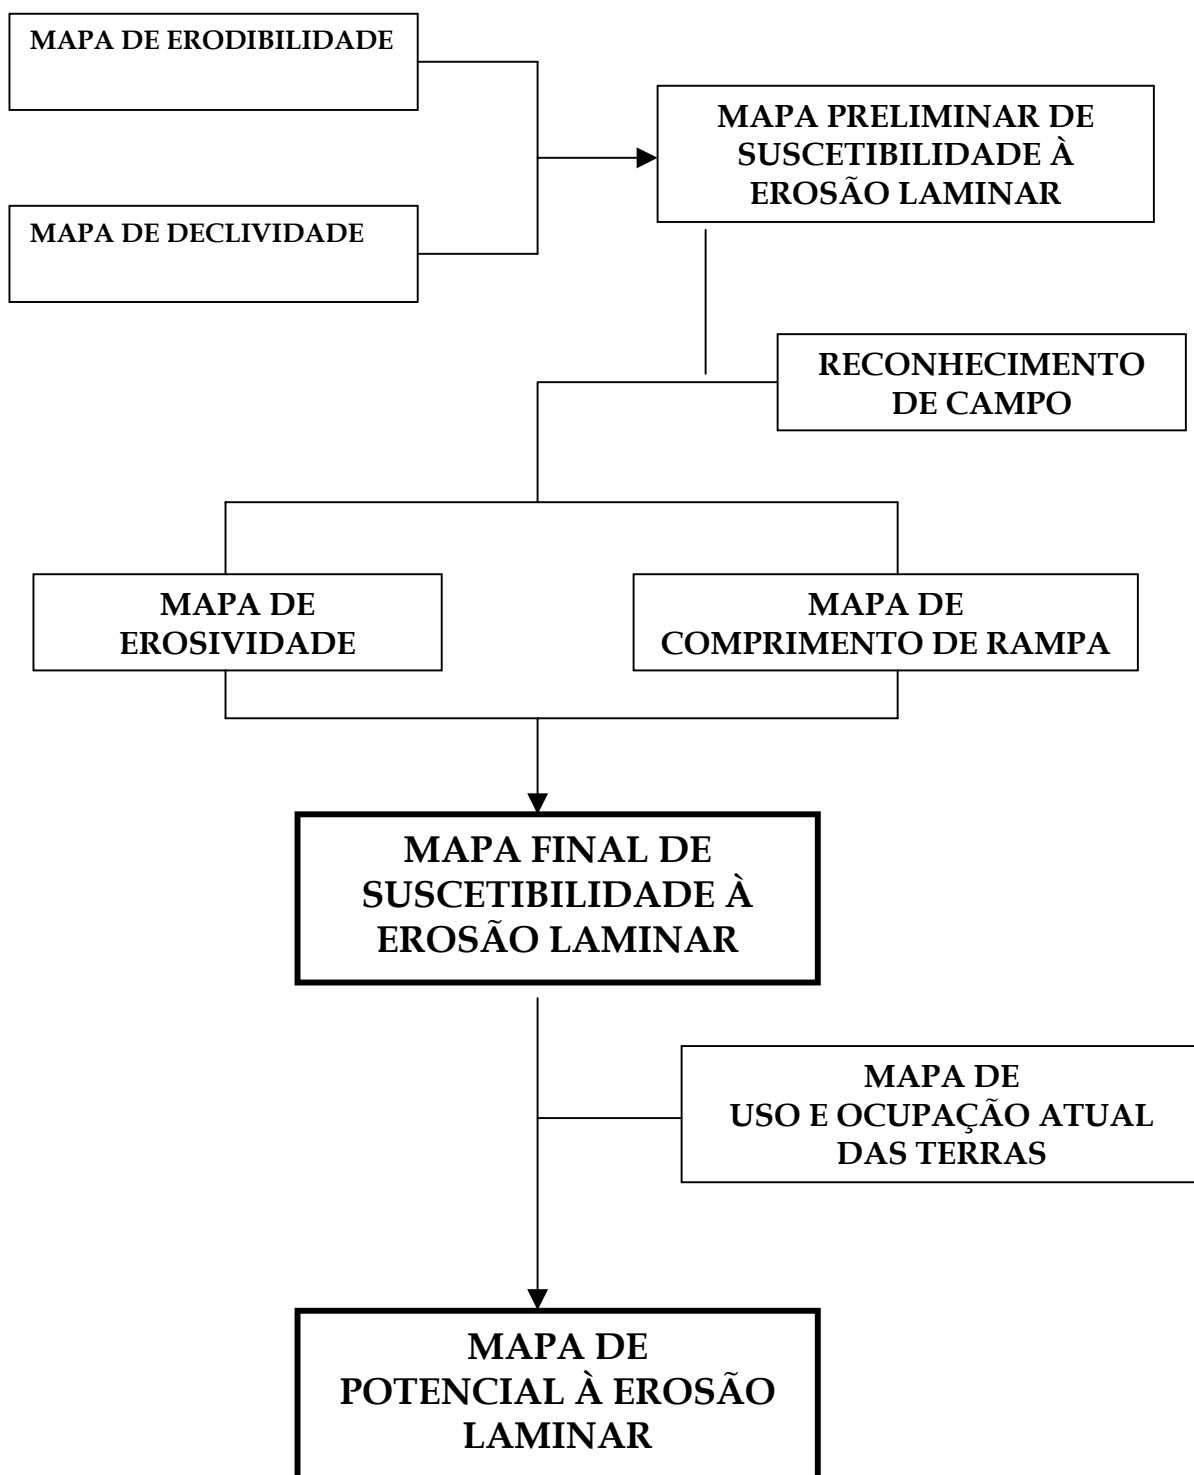 MAPA DE ERODIBILIDADE
MAPA PRELIMINAR DE
SUSCETIBILIDADE À
EROSÃO LAMINAR
MAPA DE DECLIVIDADE
RECONHECIMENTO
DE CAMPO
MAPA DE
EROSIVIDADE
MAPA DE
COMPRIMENTO DE RAMPA
MAPA FINAL DE
SUSCETIBILIDADE À
EROSÃO LAMINAR
MAPA DE
USO E OCUPAÇÃO ATUAL
DAS TERRAS
MAPA DE
POTENCIAL À EROSÃO
LAMINAR